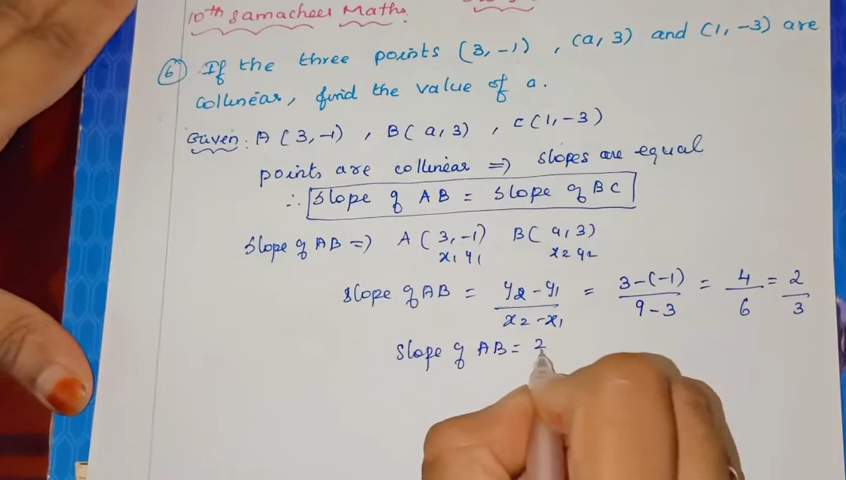 10th Samacheer Maths.
6 If the three points (3, -1) , (a, 3) and (1, -3) are
collinear, find the value of a.
Given: A (3, -1) , B(a, 3) , C(1, -3)
points are collinear => slopes are equal
∴ Slope of AB = Slope of BC
Slope of AB => A (3, -1) B(a, 3)
x1 y1 x2 y2
Slope of AB = y2 - y1 / x2 - x1 = 3-(-1) / 9-3 = 4/6 = 2/3
Slope of AB = 2